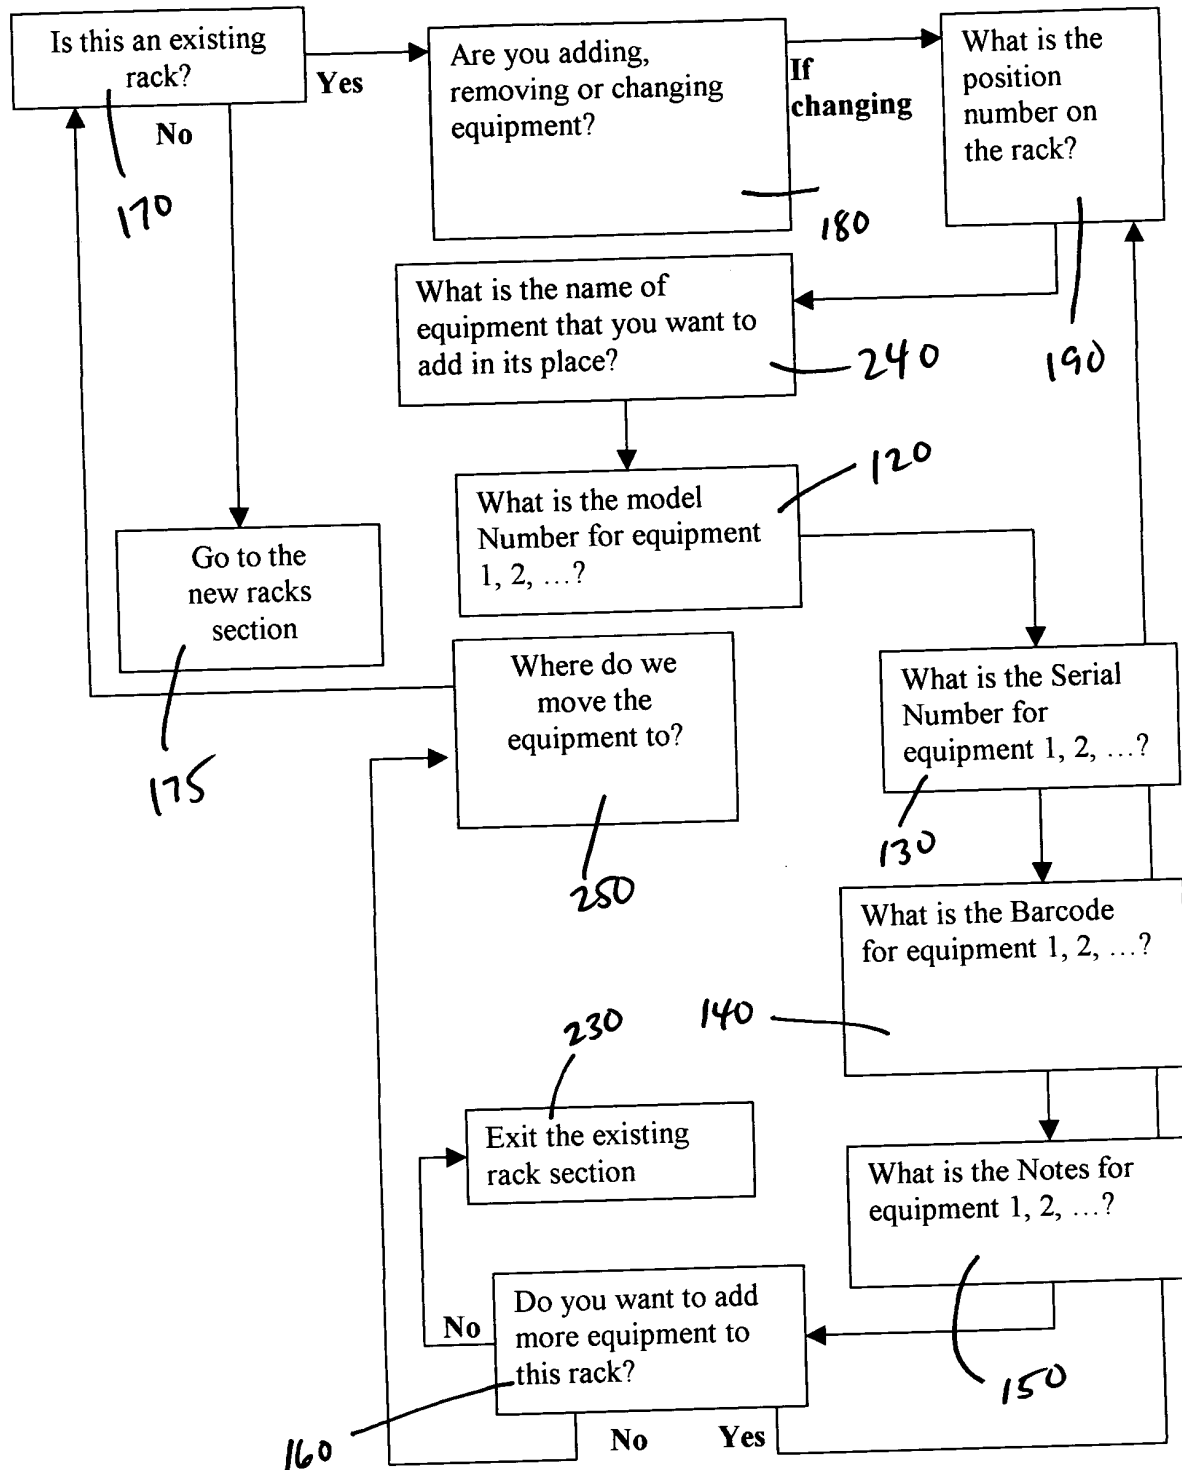 Is this an existing
rack?
Yes
No
170
Are you adding,
removing or changing
equipment?
180
If
changing
What is the
position
number on
the rack?
190
What is the name of
equipment that you want to
add in its place?
240
What is the model
Number for equipment
1, 2, …?
120
Go to the
new racks
section
175
Where do we
move the
equipment to?
250
What is the Serial
Number for
equipment 1, 2, …?
130
What is the Barcode
for equipment 1, 2, …?
140
230
Exit the existing
rack section
What is the Notes for
equipment 1, 2, …?
150
Do you want to add
more equipment to
this rack?
No
160
No
Yes